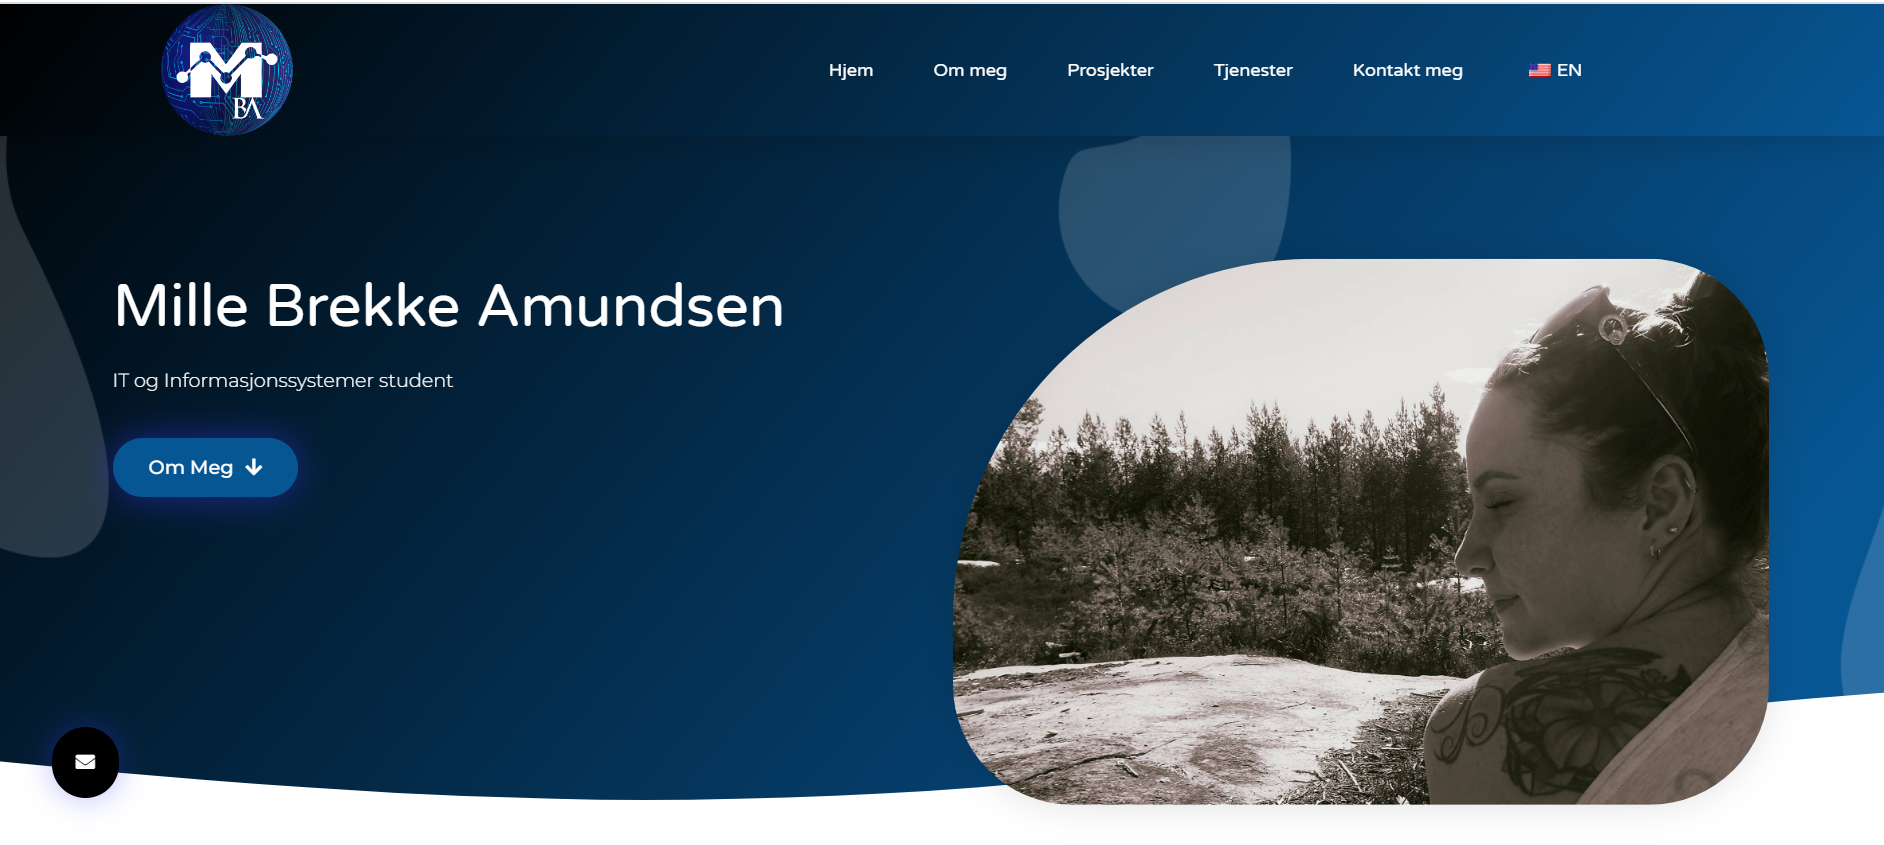 M
BA
Hjem
Om meg
Prosjekter
Tjenester
Kontakt meg
EN
Mille Brekke Amundsen
IT og Informasjonssystemer student
Om Meg